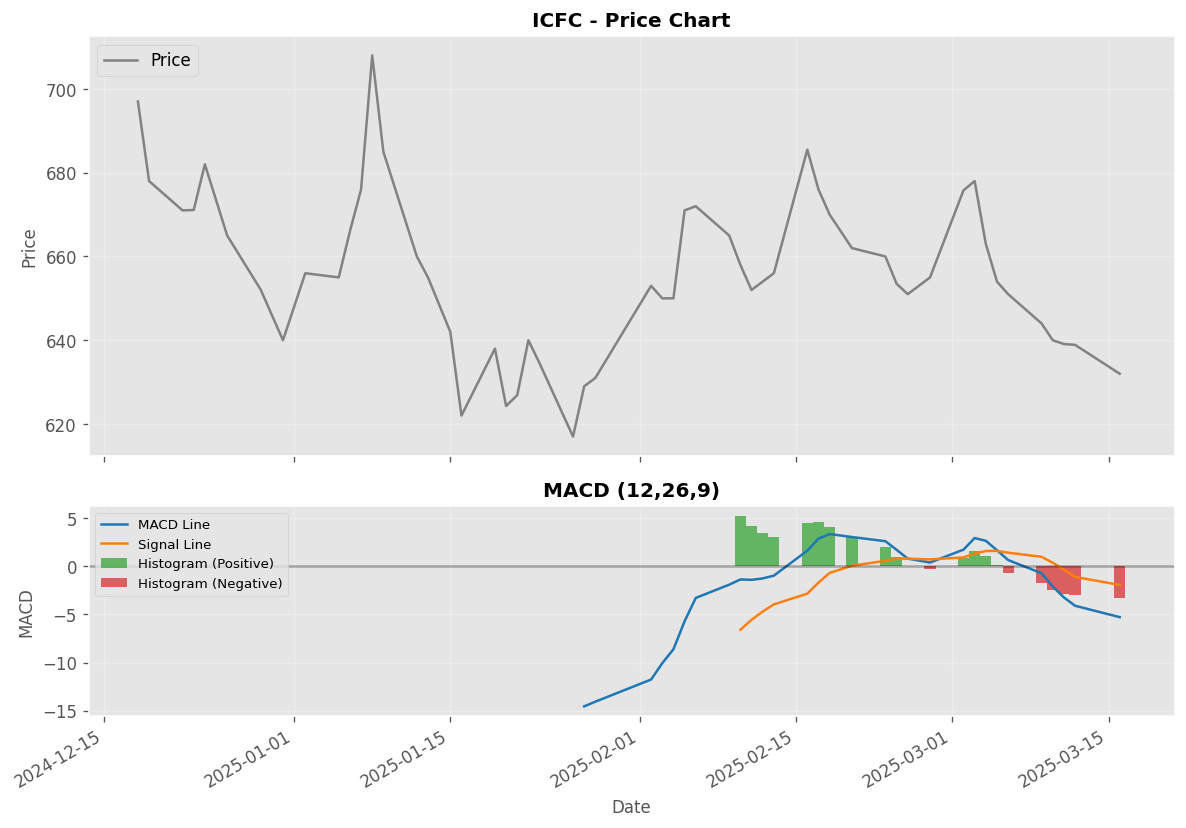 ICFC - Price Chart
Price
700
680
660
640
620
Price
MACD (12,26,9)
MACD Line
Signal Line
Histogram (Positive)
Histogram (Negative)
5
0
−5
−10
−15
MACD
2024-12-15
2025-01-01
2025-01-15
2025-02-01
2025-02-15
2025-03-01
2025-03-15
Date